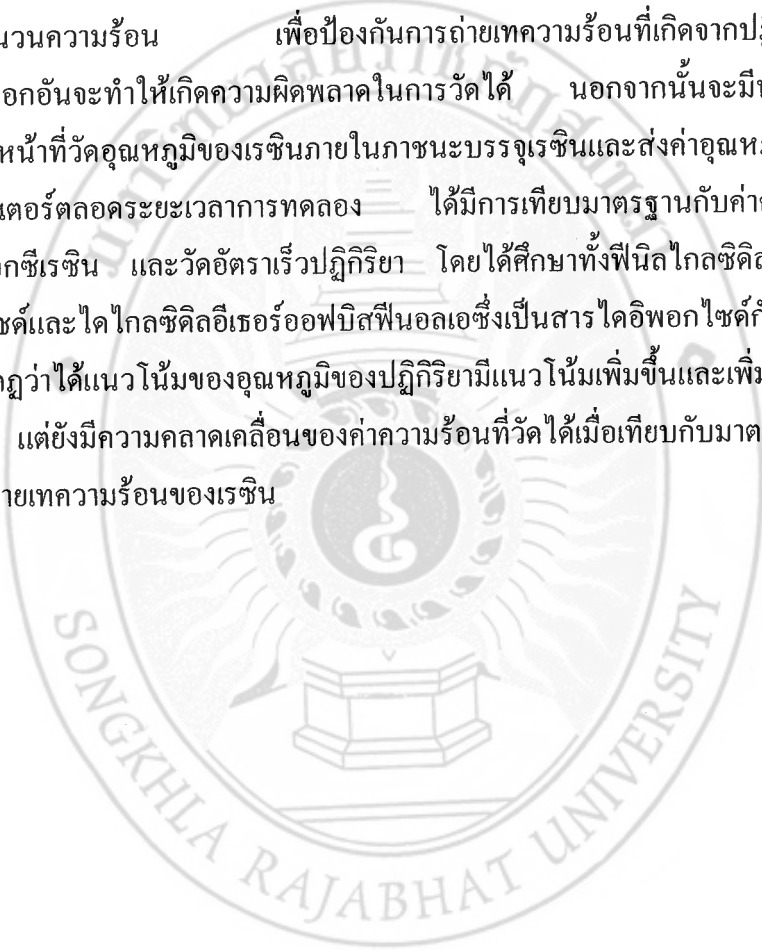 นวนความร้อน เพื่อป้องกันการถ่ายเทความร้อนที่เกิดจากป
อกอันจะทำให้เกิดความผิดพลาดในการวัดได้ นอกจากนั้นจะมี
หน้าที่วัดอุณหภูมิของเรซินภายในภาชนะบรรจุเรซินและส่งค่าอุณห
นเตอร์ตลอดระยะเวลาการทดลอง ได้มีการเทียบมาตรฐานกับค่า
อกซีเรซิน และวัดอัตราเร็วปฏิกิริยา โดยได้ศึกษาทั้งฟีนิลไกลซิดิล
ซด์และไดไกลซิดิลอีเธอร์ออฟบิสฟีนอลเอซึ่งเป็นสารไดอิพอกไซด์กั
กฏว่าได้แนวโน้มของอุณหภูมิของปฏิกิริยามีแนวโน้มเพิ่มขึ้นและเพิ่ม
แต่ยังมีความคลาดเคลื่อนของค่าความร้อนที่วัดได้เมื่อเทียบกับมาต
ายเทความร้อนของเรซิน
SONGKHLA RAJABHAT UNIVERSITY